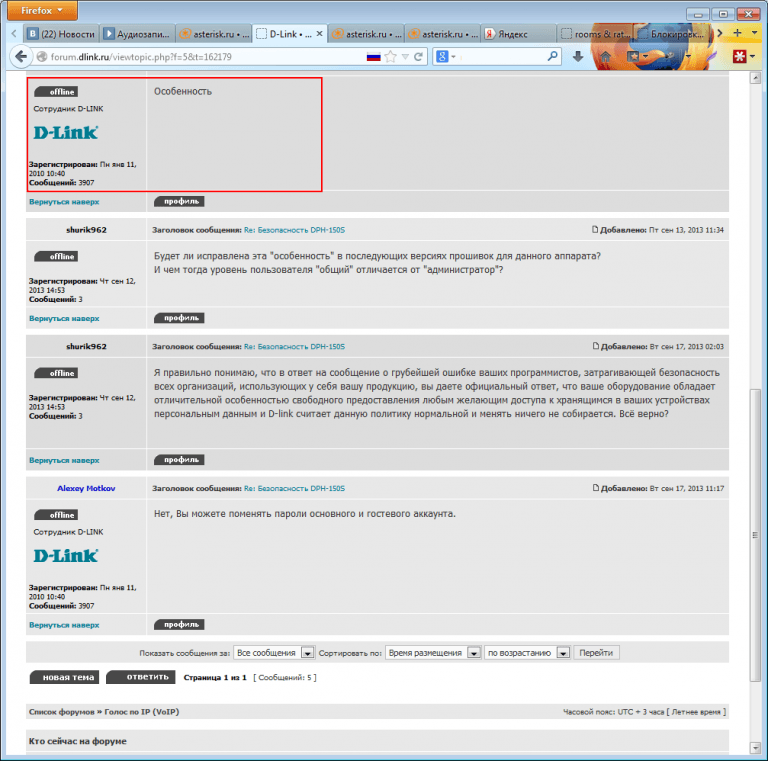 Firefox
(22) Новости
Аудиозапи...
asterisk.ru • ...
D-Link • ...
asterisk.ru • ...
asterisk.ru • ...
Яндекс
rooms & rat...
Блокировк...
forum.dlink.ru/viewtopic.php?f=5&t=162179
offline
Особенность
Сотрудник D-LINK
D-Link
Зарегистрирован: Пн янв 11,
2010 10:40
Сообщений: 3907
Вернуться наверх
профиль
shurik962
Заголовок сообщения: Re: Безопасность DPH-150S
Добавлено: Пт сен 13, 2013 11:34
offline
Будет ли исправлена эта "особенность" в последующих версиях прошивок для данного аппарата?
И чем тогда уровень пользователя "общий" отличается от "администратор"?
Зарегистрирован: Чт сен 12,
2013 14:53
Сообщений: 3
Вернуться наверх
профиль
shurik962
Заголовок сообщения: Re: Безопасность DPH-150S
Добавлено: Вт сен 17, 2013 02:03
offline
Я правильно понимаю, что в ответ на сообщение о грубейшей ошибке ваших программистов, затрагивающей безопасность
всех организаций, использующих у себя вашу продукцию, вы даете официальный ответ, что ваше оборудование обладает
отличительной особенностью свободного предоставления любым желающим доступа к хранящимся в ваших устройствах
персональным данным и D-link считает данную политику нормальной и менять ничего не собирается. Всё верно?
Зарегистрирован: Чт сен 12,
2013 14:53
Сообщений: 3
Вернуться наверх
профиль
Alexey Motkov
Заголовок сообщения: Re: Безопасность DPH-150S
Добавлено: Вт сен 17, 2013 11:17
offline
Нет, Вы можете поменять пароли основного и гостевого аккаунта.
Сотрудник D-LINK
D-Link
Зарегистрирован: Пн янв 11,
2010 10:40
Сообщений: 3907
Вернуться наверх
профиль
Показать сообщения за: Все сообщения Сортировать по: Время размещения по возрастанию Перейти
новая тема
ответить
Страница 1 из 1 [ Сообщений: 5 ]
Список форумов » Голос по IP (VoIP)
Часовой пояс: UTC + 3 часа [ Летнее время ]
Кто сейчас на форуме